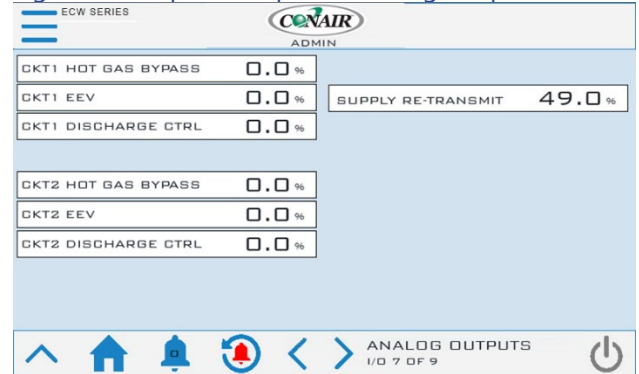 ECW SERIES
CONAIR
ADMIN
CKT1 HOT GAS BYPASS 0.0 %
CKT1 EEV 0.0 %
SUPPLY RE-TRANSMIT 49.0 %
CKT1 DISCHARGE CTRL 0.0 %
CKT2 HOT GAS BYPASS 0.0 %
CKT2 EEV 0.0 %
CKT2 DISCHARGE CTRL 0.0 %
0
ANALOG OUTPUTS
I/O 7 OF 9